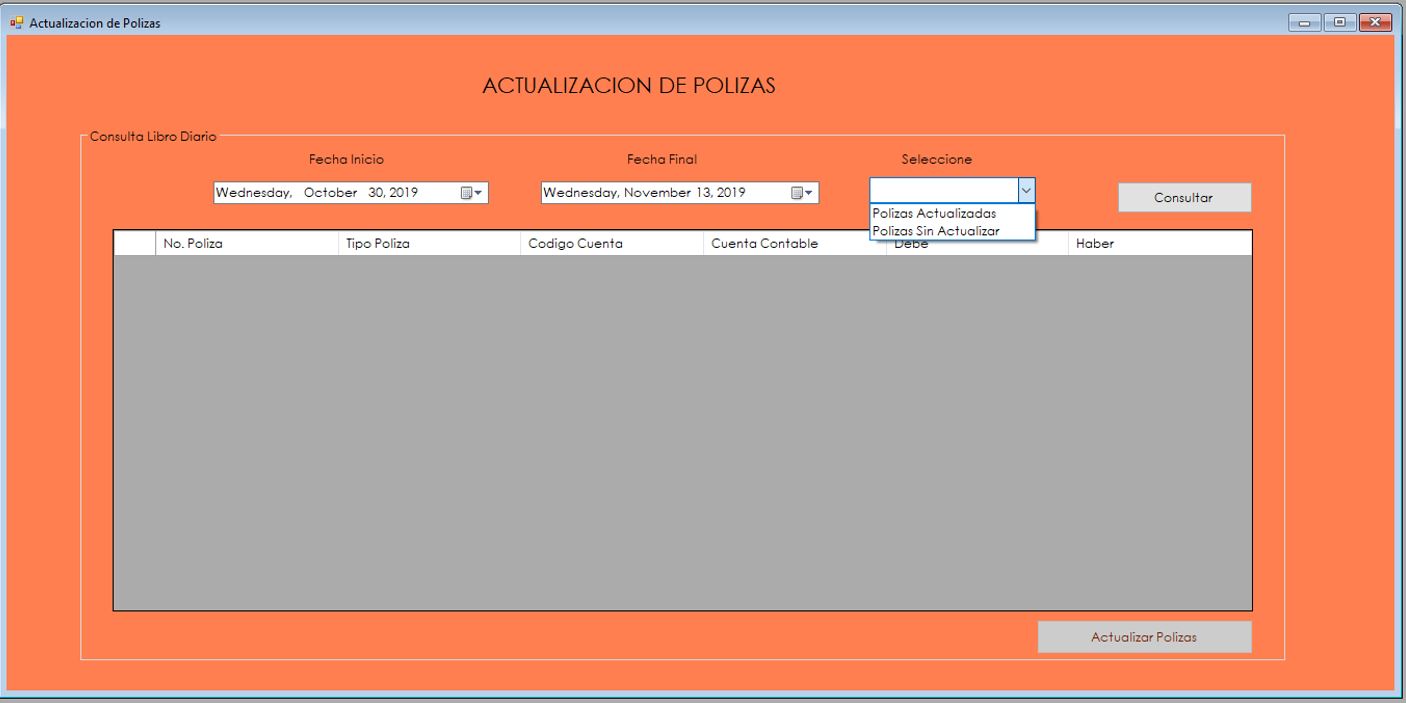 Actualizacion de Polizas
ACTUALIZACION DE POLIZAS
Consulta Libro Diario
Fecha Inicio Fecha Final Seleccione
Wednesday, October 30, 2019 Wednesday, November 13, 2019 Consultar
Polizas Actualizadas
Polizas Sin Actualizar
No. Poliza Tipo Poliza Codigo Cuenta Cuenta Contable Debe Haber
Actualizar Polizas